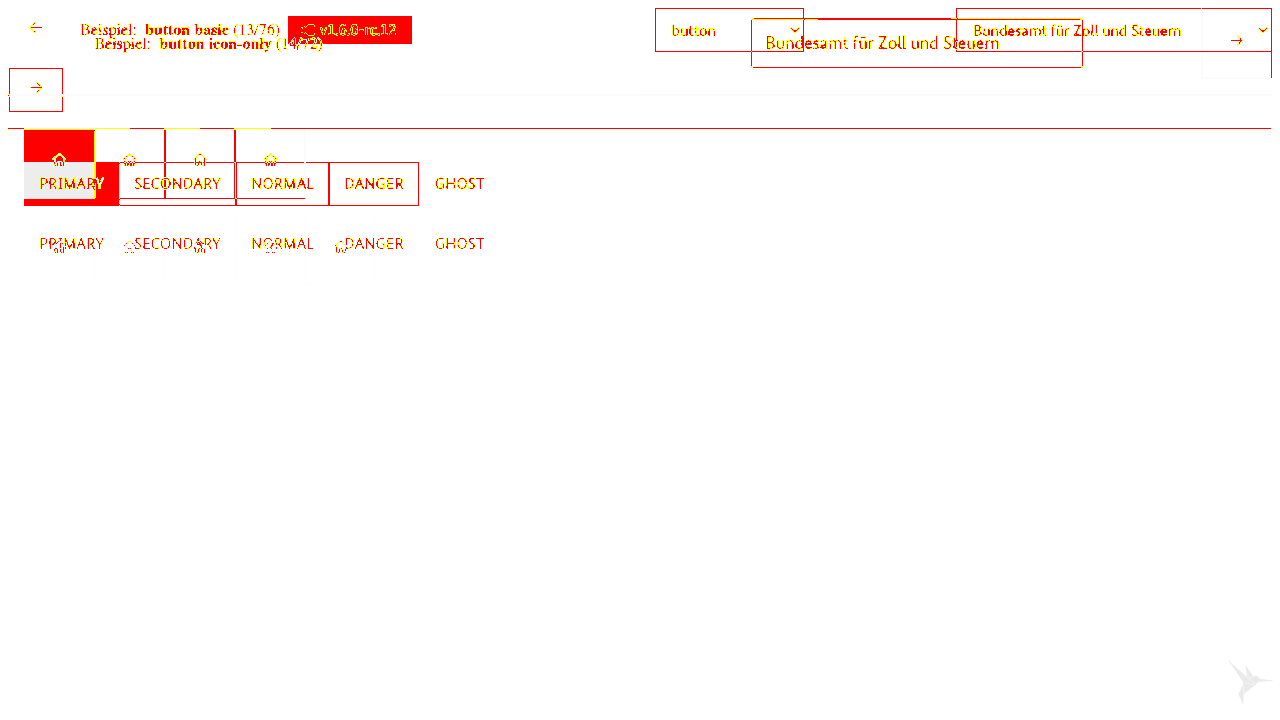 Beispiel: button basic (13/76) v1.6.0-rc.12 button Bundesamt für Zoll und Steuern
Beispiel: button icon-only (14/72) Bundesamt für Zoll und Steuern
PRIMARY SECONDARY NORMAL DANGER GHOST
PRIMARY SECONDARY NORMAL DANGER GHOST